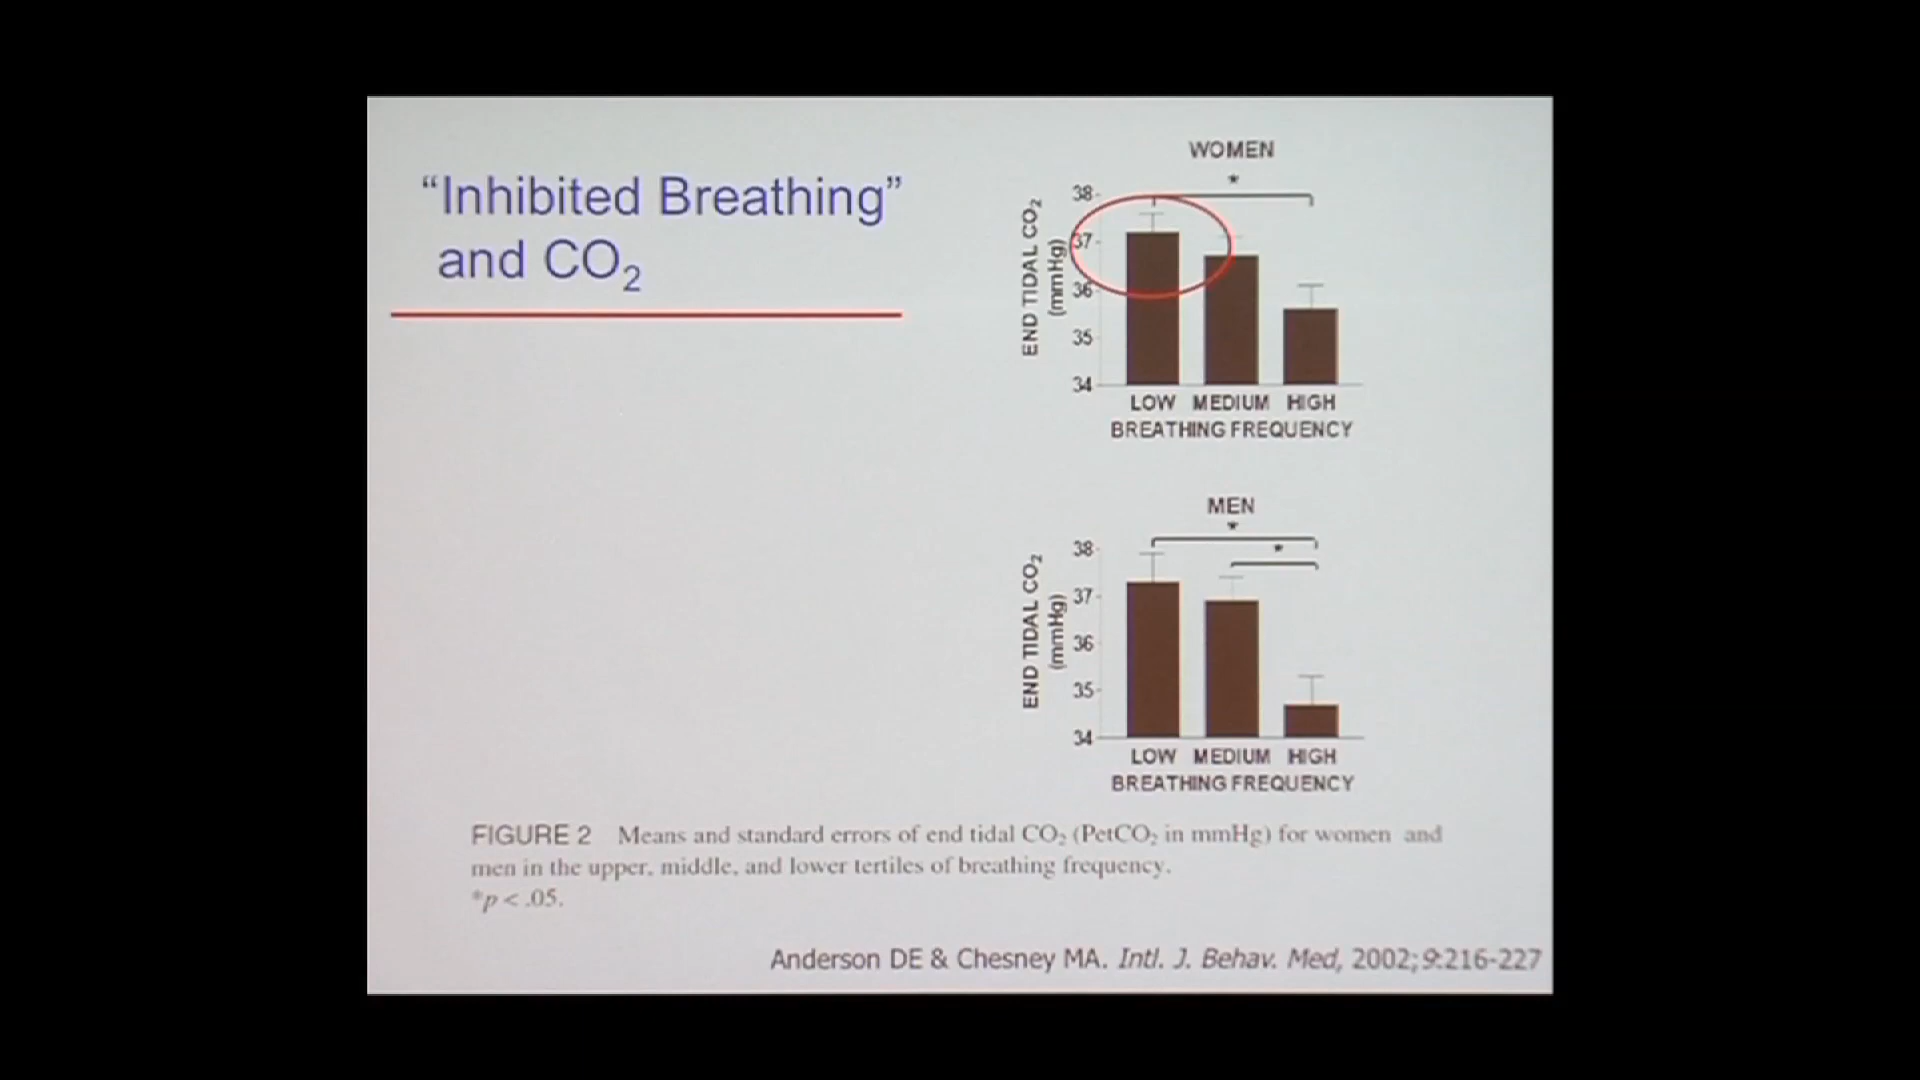 “Inhibited Breathing”
and CO₂
WOMEN
*
END TIDAL CO₂
(mmHg)
38
37
36
35
34
LOW MEDIUM HIGH
BREATHING FREQUENCY
MEN
*
*
END TIDAL CO₂
(mmHg)
38
37
36
35
34
LOW MEDIUM HIGH
BREATHING FREQUENCY
FIGURE 2 Means and standard errors of end tidal CO₂ (PetCO₂ in mmHg) for women and
men in the upper, middle, and lower tertiles of breathing frequency.
*p < .05.
Anderson DE & Chesney MA. Intl. J. Behav. Med, 2002; 9:216-227